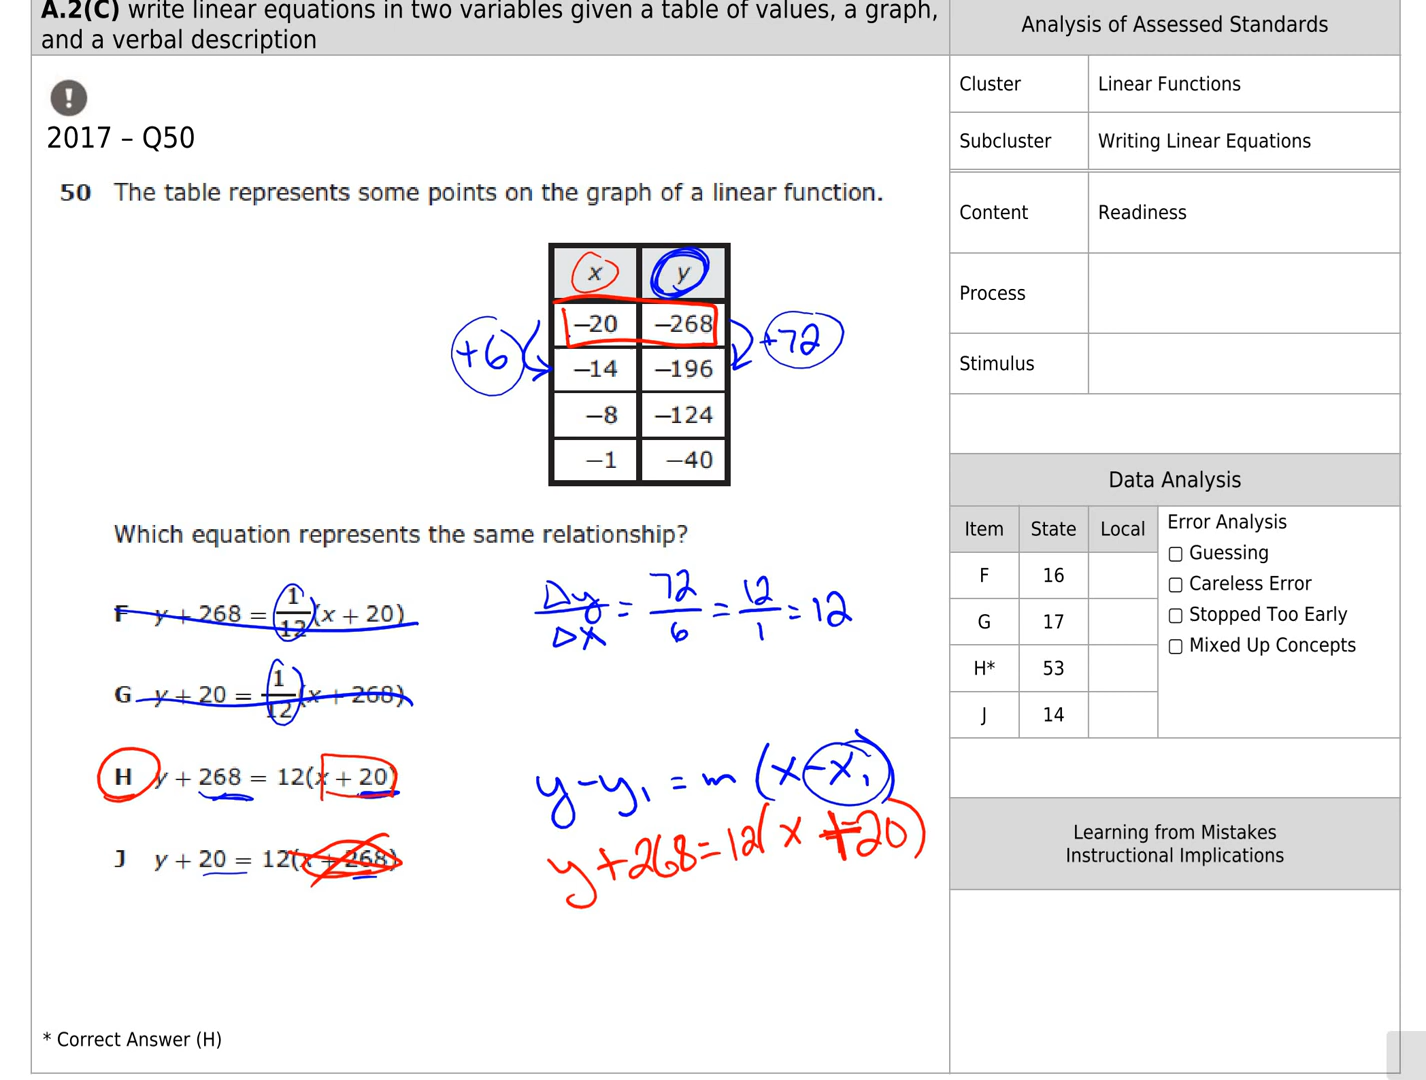 A.2(C) write linear equations in two variables given a table of values, a graph,
and a verbal description
!
2017 – Q50
50 The table represents some points on the graph of a linear function.
x y
−20 −268
−14 −196
−8 −124
−1 −40
+6
+72
Which equation represents the same relationship?
F y + 268 = 1/12(x + 20)
G y + 20 = 1/12(x + 268)
H y + 268 = 12(x + 20)
J y + 20 = 12(x + 268)
Δy/Δx = 72/6 = 12/1 = 12
y−y₁ = m(x−x₁)
y+268=12(x+20)
* Correct Answer (H)
Analysis of Assessed Standards
Cluster Linear Functions
Subcluster Writing Linear Equations
Content Readiness
Process
Stimulus
Data Analysis
Item State Local
F 16
G 17
H* 53
J 14
Error Analysis
▢ Guessing
▢ Careless Error
▢ Stopped Too Early
▢ Mixed Up Concepts
Learning from Mistakes
Instructional Implications